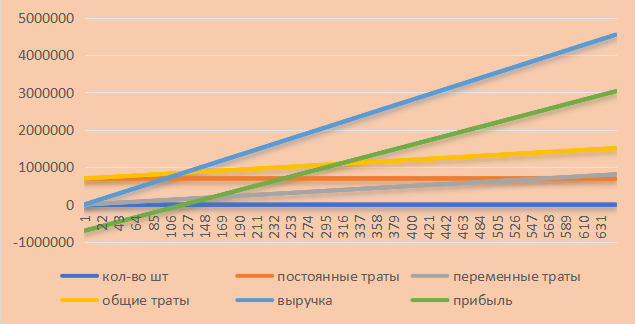 5000000
4000000
3000000
2000000
1000000
0
-1000000
1 22 43 64 85 106 127 148 169 190 211 232 253 274 295 316 337 358 379 400 421 442 463 484 505 526 547 568 589 610 631
кол-во шт постоянные траты переменные траты
общие траты выручка прибыль